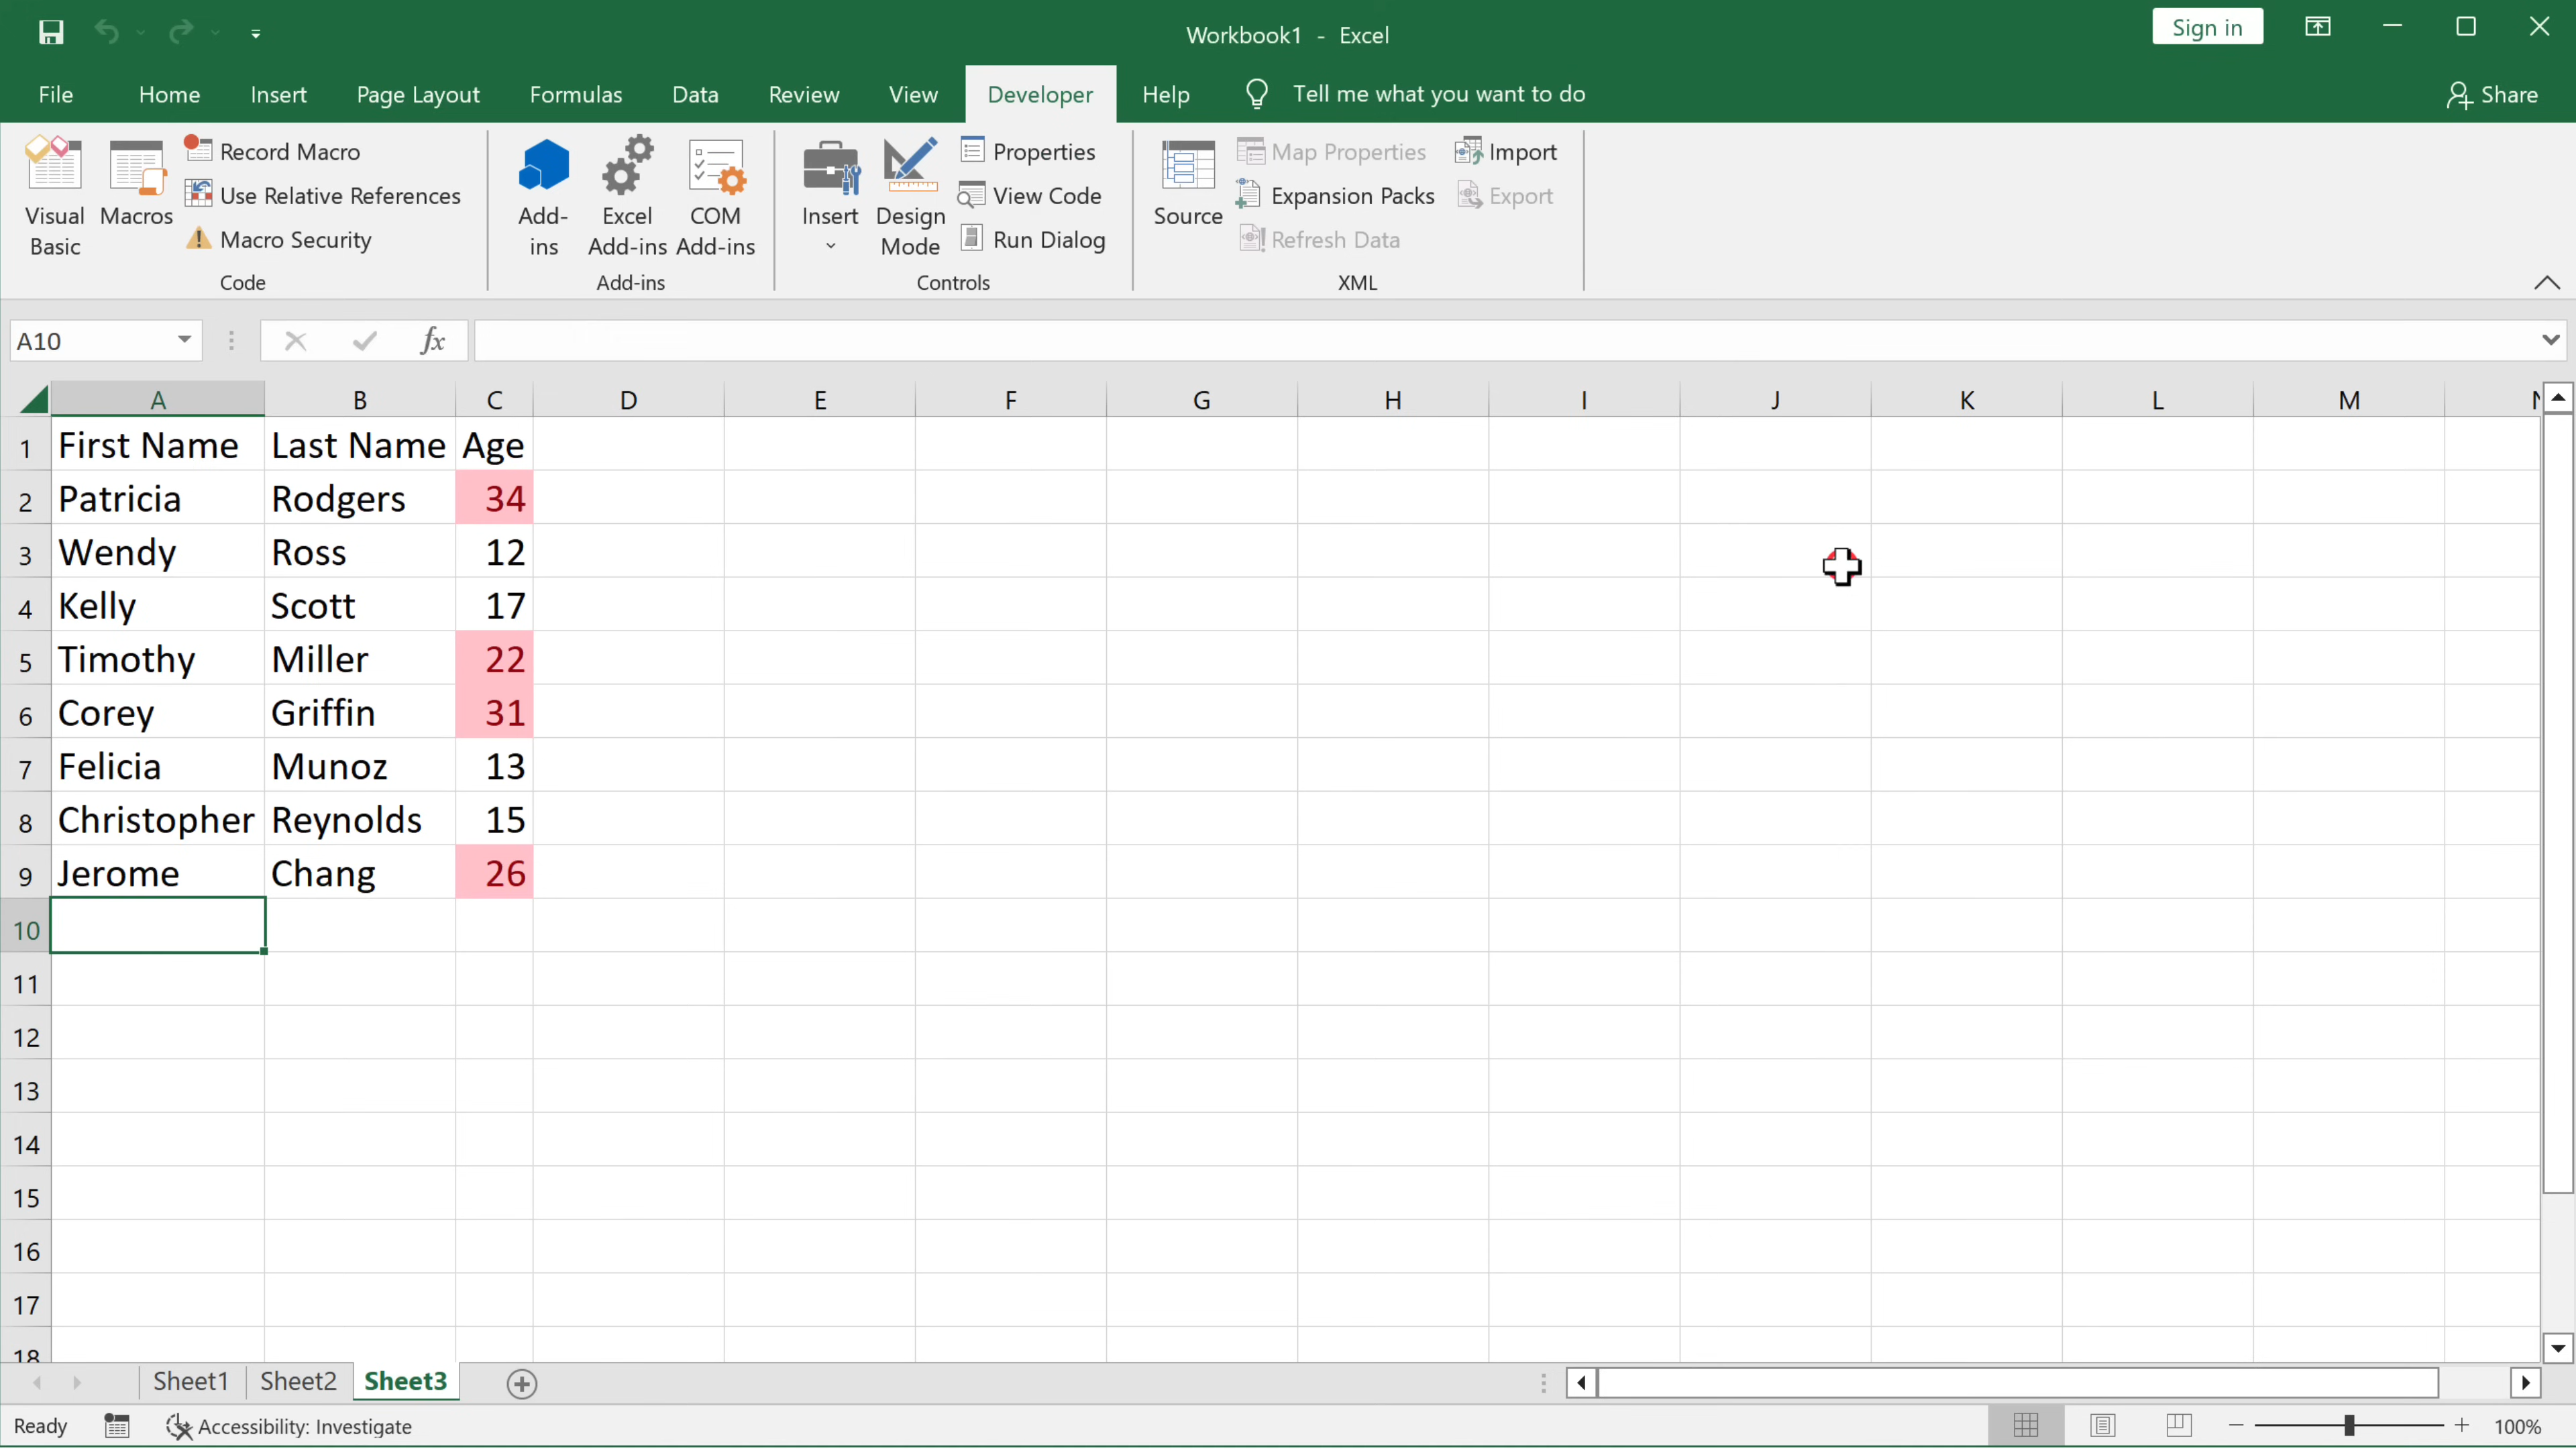 Workbook1 - Excel
Sign in
File Home Insert Page Layout Formulas Data Review View Developer Help Tell me what you want to do Share
Visual Basic
Macros
Record Macro
Use Relative References
Macro Security
Code
Add-ins
Excel Add-ins
COM Add-ins
Add-ins
Insert
Design Mode
Properties
View Code
Run Dialog
Controls
Source
Map Properties
Expansion Packs
Refresh Data
Import
Export
XML
A10 fx
A B C D E F G H I J K L M N
1 First Name Last Name Age
2 Patricia Rodgers 34
3 Wendy Ross 12
4 Kelly Scott 17
5 Timothy Miller 22
6 Corey Griffin 31
7 Felicia Munoz 13
8 Christopher Reynolds 15
9 Jerome Chang 26
10
11
12
13
14
15
16
17
18
Sheet1 Sheet2 Sheet3
Ready Accessibility: Investigate 100%